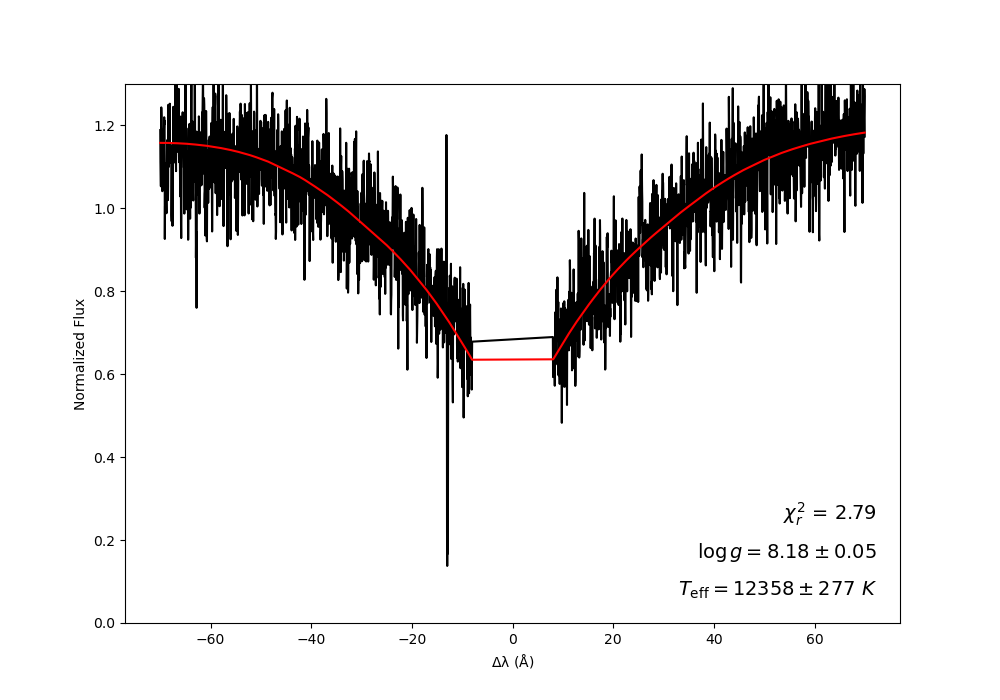 1.2
1.0
0.8
0.6
0.4
0.2
0.0
Normalized Flux
χ²ᵣ = 2.79
log g = 8.18 ± 0.05
T_eff = 12358 ± 277 K
−60 −40 −20 0 20 40 60
Δλ (Å)